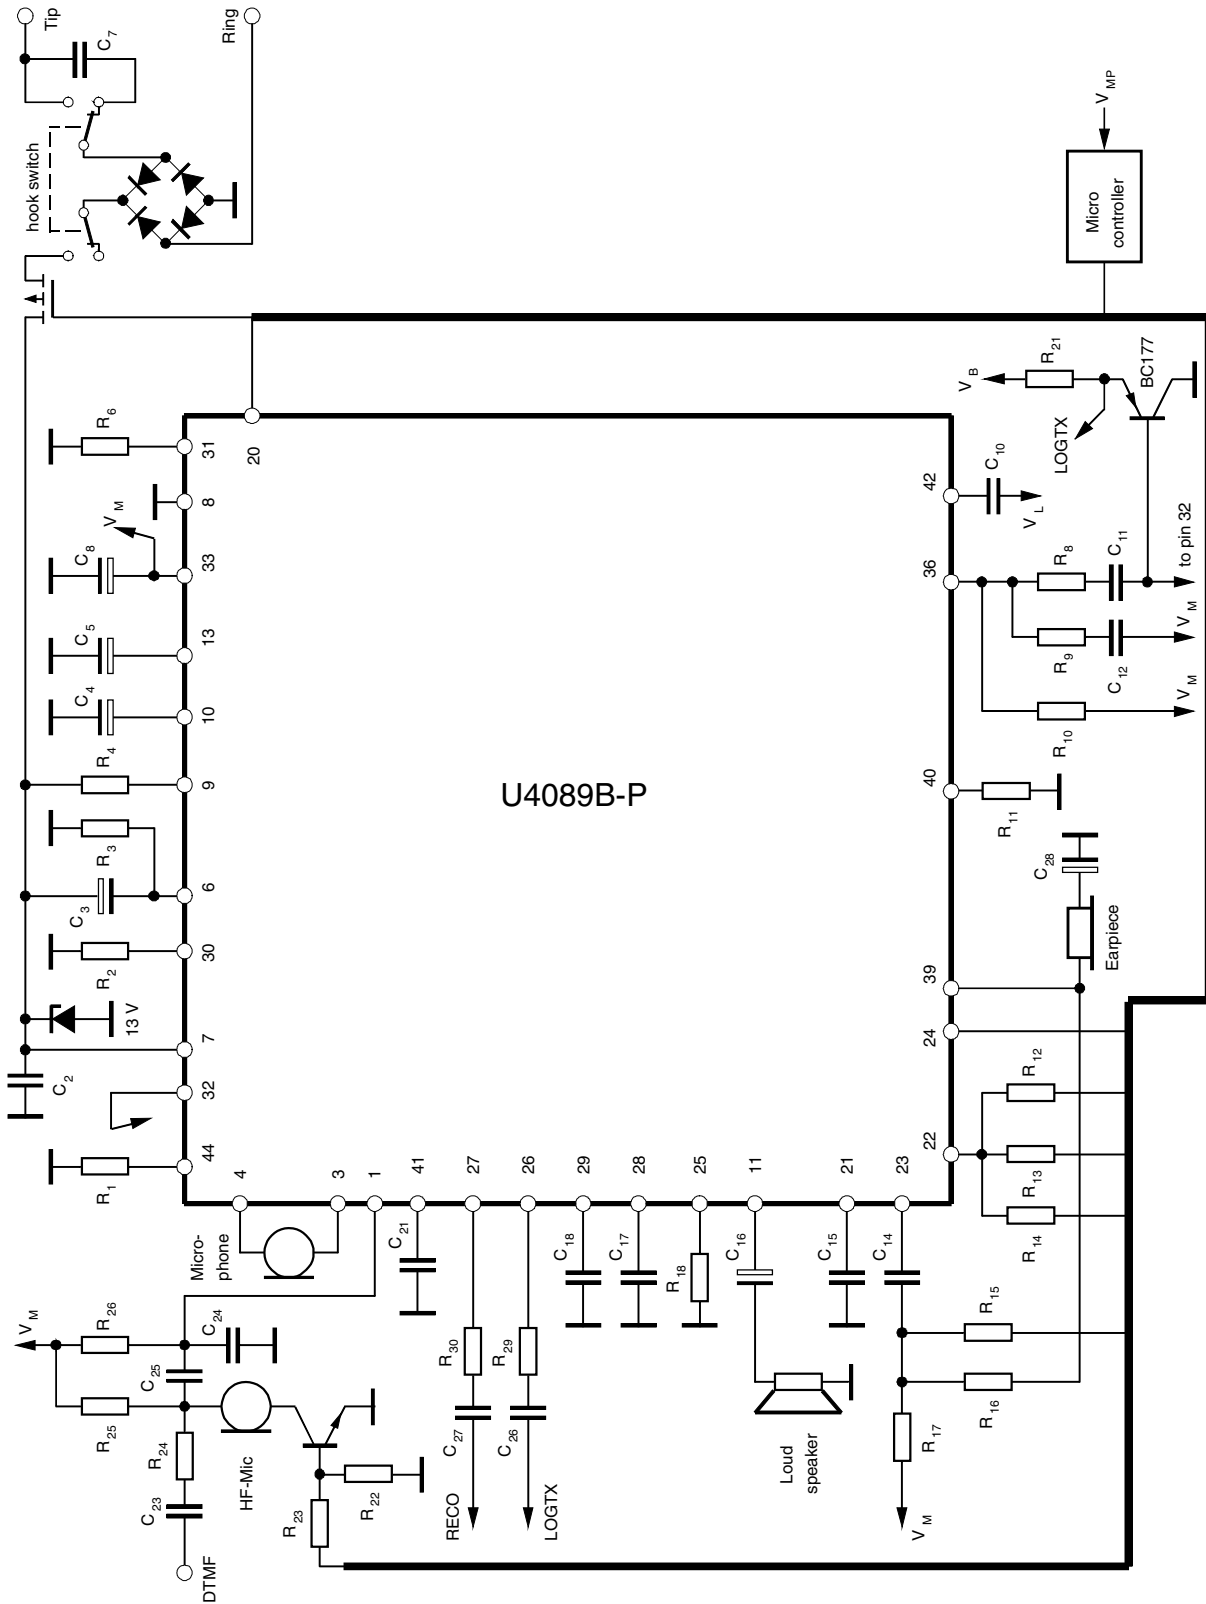 Tip
C7
Ring
hook switch
VMP
Micro
controller
R6
31
20
8
VM
C8
33
C5
13
C4
10
R4
9
R3
C3
6
R2
30
13 V
7
C2
32
R1
44
U4089B-P
VB
R21
BC177
LOGTX
42
C10
VL
36
R8
C11
to pin 32
R9
C12
VM
R10
VM
40
R11
C28
Earpiece
39
24
22
R12
R13
R14
4
3
1
41
27
26
29
28
25
11
21
23
Micro-
phone
C21
C18
C17
R18
C16
C15
C14
R15
R16
R17
VM
Loud
speaker
R30
R29
C27
C26
RECO
LOGTX
VM
R26
C24
C25
R25
R24
C23
HF-Mic
R23
R22
DTMF